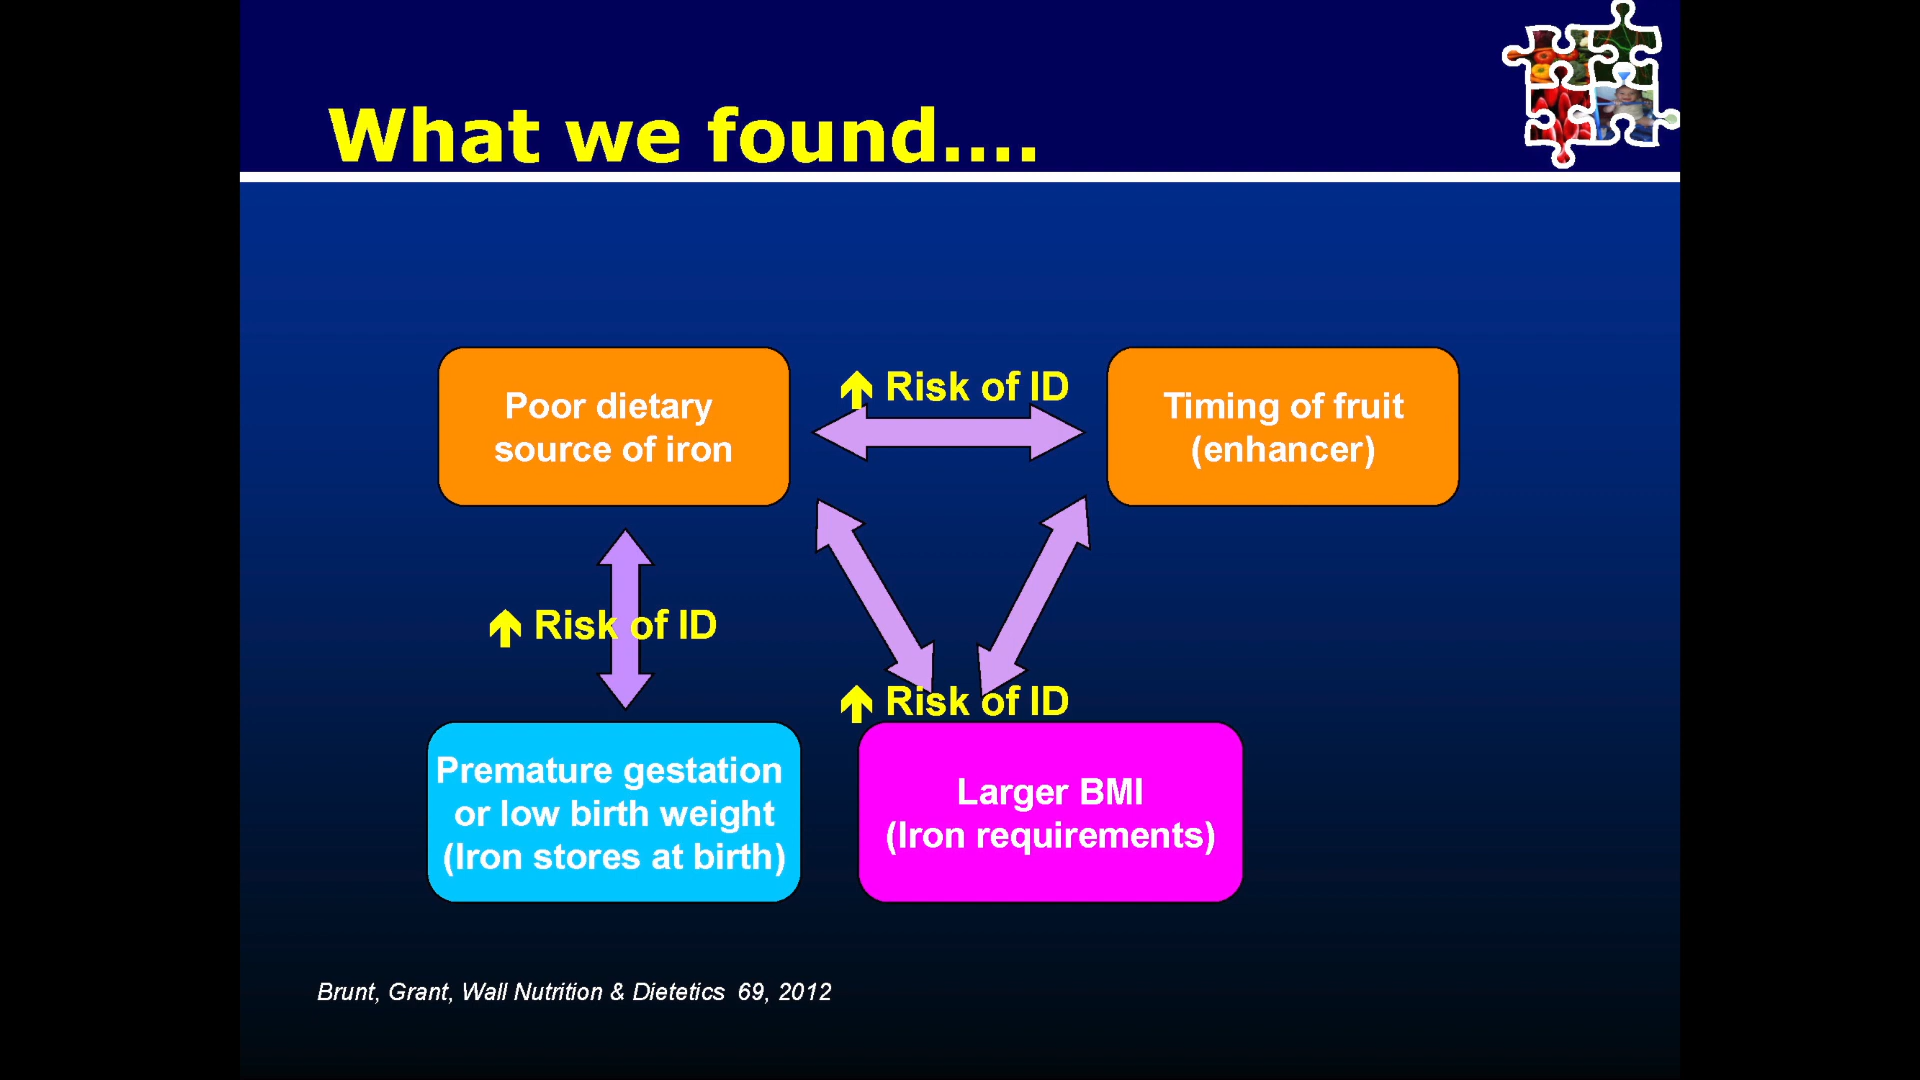 What we found....
Poor dietary
source of iron
Risk of ID
Timing of fruit
(enhancer)
Risk of ID
Risk of ID
Premature gestation
or low birth weight
(Iron stores at birth)
Larger BMI
(Iron requirements)
Brunt, Grant, Wall Nutrition & Dietetics 69, 2012